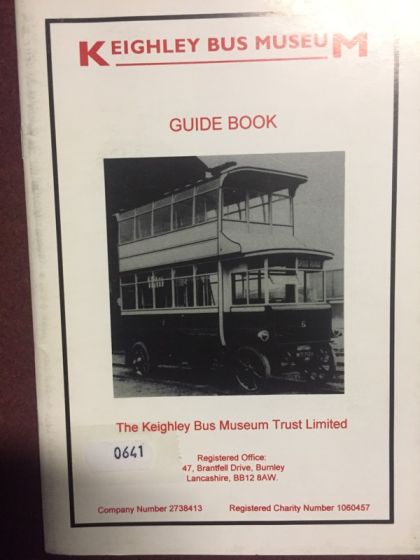 KEIGHLEY BUS MUSEUM
GUIDE BOOK
6
The Keighley Bus Museum Trust Limited
0641
Registered Office:
47, Brantfell Drive, Burnley
Lancashire, BB12 8AW.
Company Number 2738413 Registered Charity Number 1060457